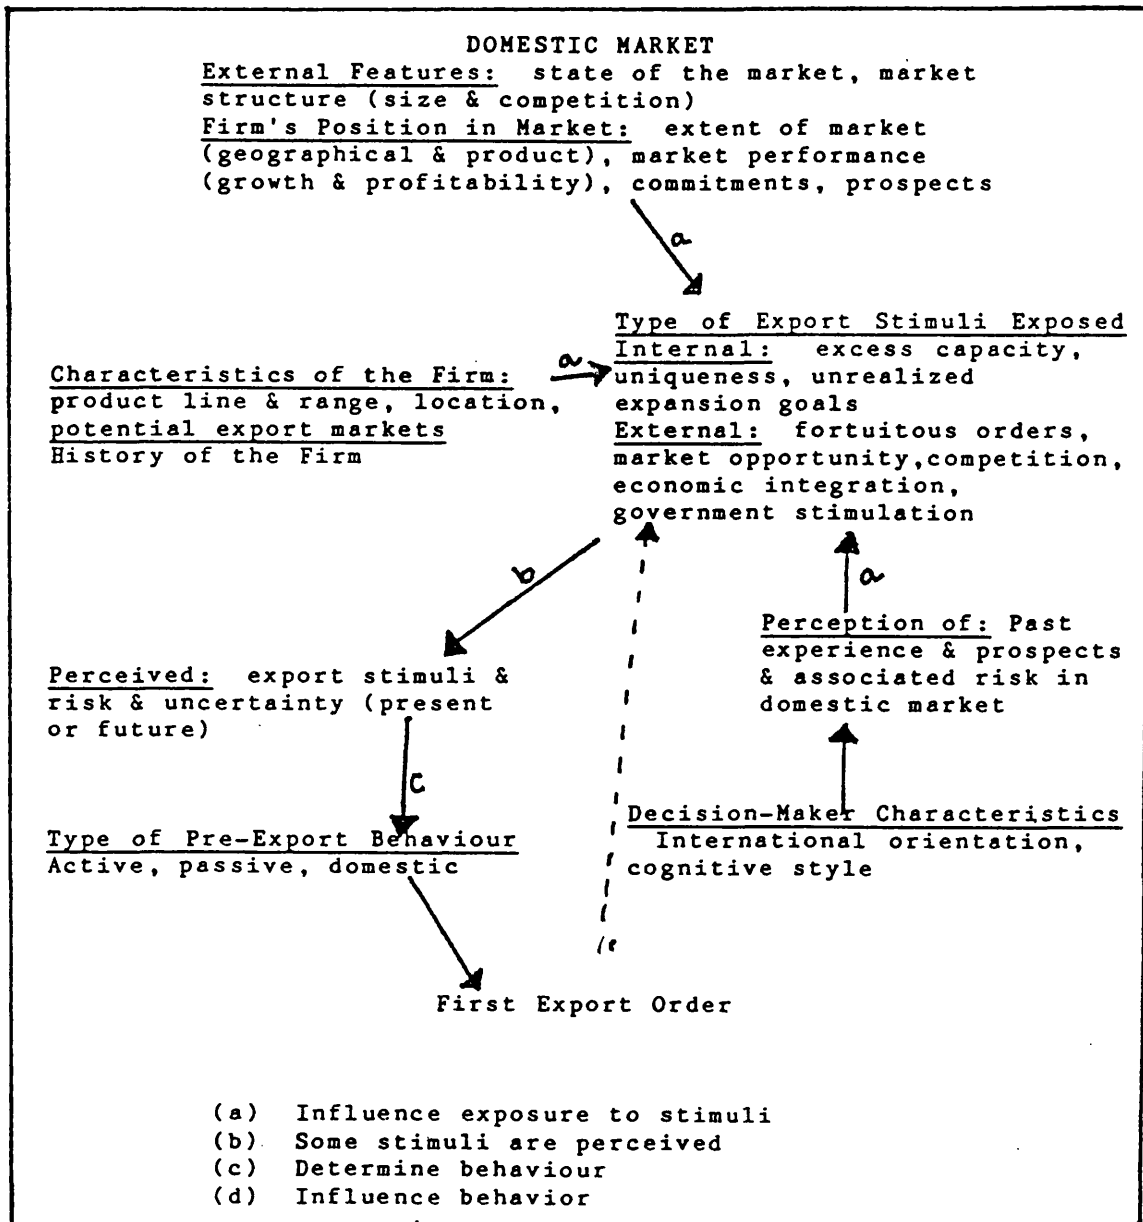 DOMESTIC MARKET
External Features: state of the market, market
structure (size & competition)
Firm's Position in Market: extent of market
(geographical & product), market performance
(growth & profitability), commitments, prospects
a
Type of Export Stimuli Exposed
Internal: excess capacity,
uniqueness, unrealized
expansion goals
External: fortuitous orders,
market opportunity,competition,
economic integration,
government stimulation
a
Characteristics of the Firm:
product line & range, location,
potential export markets
History of the Firm
b
a
Perception of: Past
experience & prospects
& associated risk in
domestic market
Perceived: export stimuli &
risk & uncertainty (present
or future)
c
Decision-Maker Characteristics
International orientation,
cognitive style
Type of Pre-Export Behaviour
Active, passive, domestic
First Export Order
(a) Influence exposure to stimuli
(b) Some stimuli are perceived
(c) Determine behaviour
(d) Influence behavior